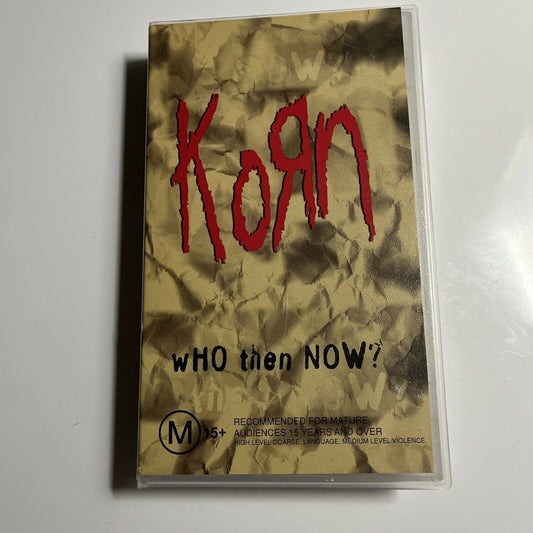 KoЯn
wHO then NOW?
M 15+ RECOMMENDED FOR MATURE
AUDIENCES 15 YEARS AND OVER
HIGH LEVEL COARSE LANGUAGE, MEDIUM LEVEL VIOLENCE.